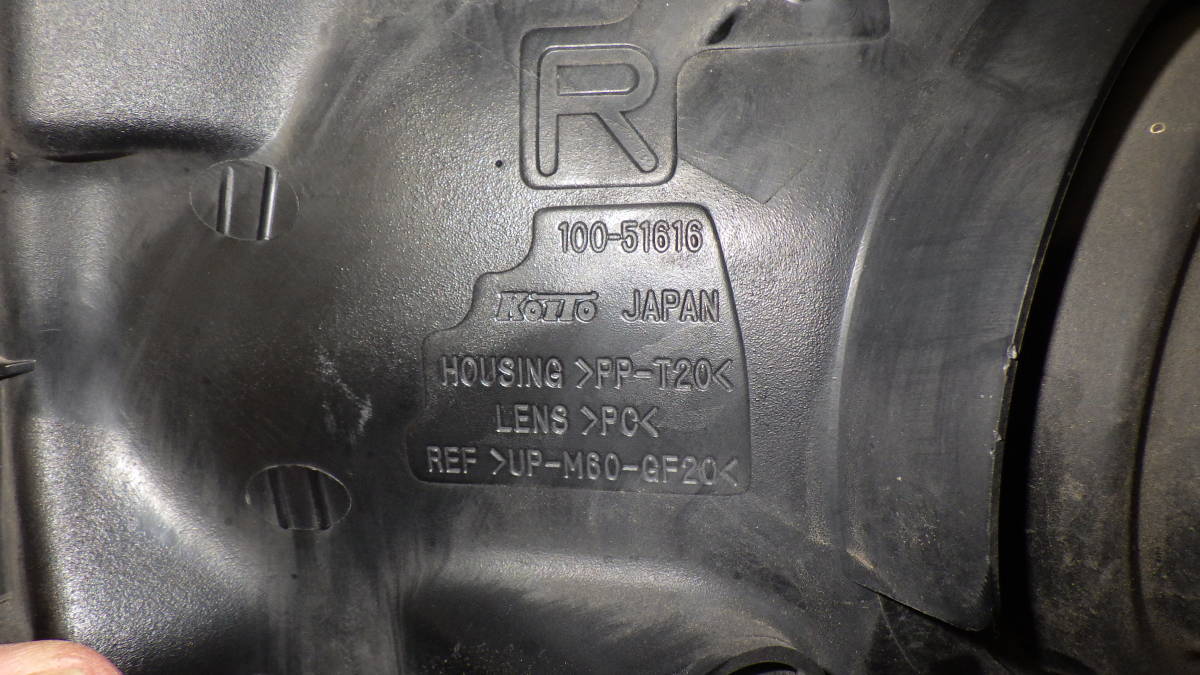 R
100-51616
KOITO JAPAN
HOUSING >PP-T20<
LENS >PC<
REF >UP-M60-GF20<